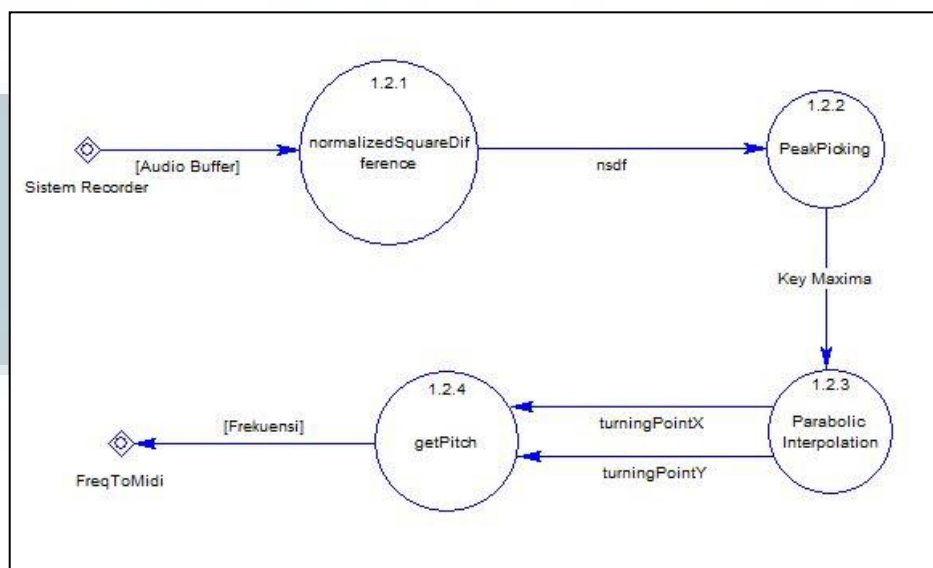 1.2.1
normalizedSquareDif
ference
[Audio Buffer]
Sistem Recorder
nsdf
1.2.2
PeakPicking
Key Maxima
1.2.3
Parabolic
Interpolation
turningPointX
turningPointY
1.2.4
getPitch
[Frekuensi]
FreqToMidi